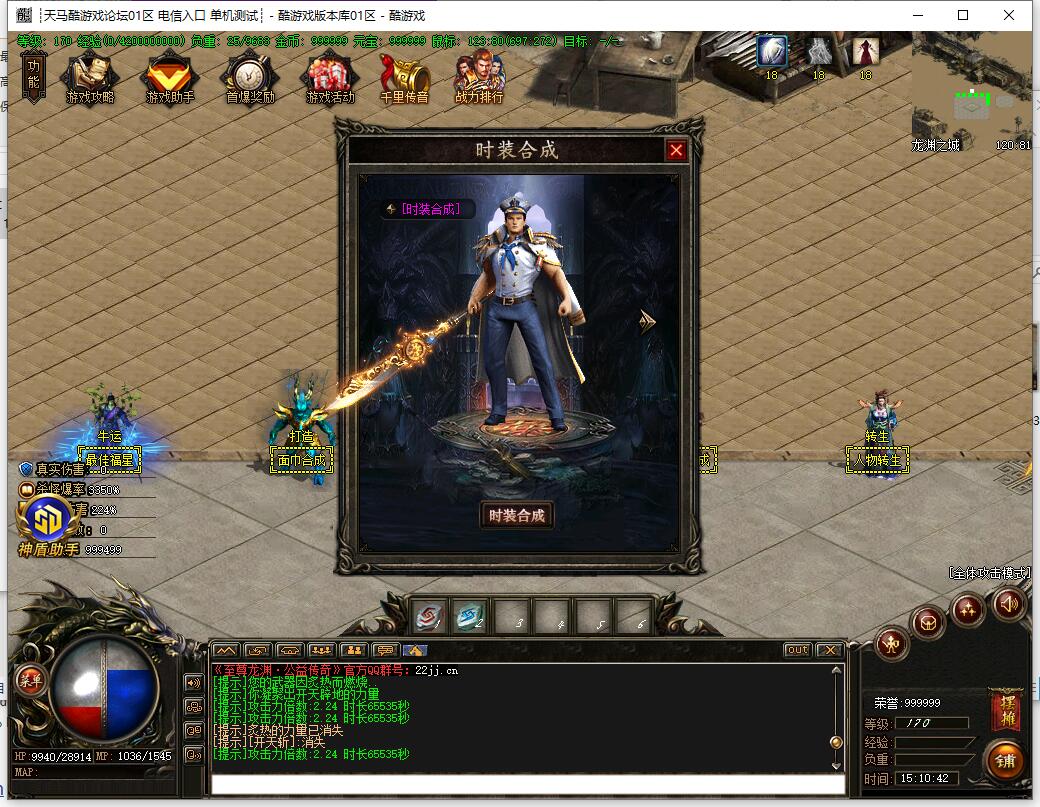 天马酷游戏论坛01区 电信入口 单机测试 - 酷游戏版本库01区 - 酷游戏
等级: 170 经验(0/4200000000) 负重: 25/9668 金币: 999999 元宝: 999999 鼠标: 123:80(697:272) 目标: -/-
功能
游戏攻略 游戏助手 首爆奖励 游戏活动 千里传音 战力排行
18 18 18
龙渊之城 120:81
时装合成
[时装合成]
牛运
最佳福星
打造
面巾合成
成
转生
人物转生
真实伤害
杀怪爆率 3350%
害 224%
: 0
999499
神盾助手
时装合成
[全体攻击模式]
1 2 3 4 5 6
out
《至尊龙渊·公益传奇》官方QQ群号: 22jj.cn
[提示]您的武器因炙热而燃烧..
[提示]你凝聚出开天辟地的力量
[提示]攻击力倍数:2.24 时长65535秒
[提示]攻击力倍数:2.24 时长65535秒
[提示]炙热的力量已消失
[提示][开天斩]:消失
[提示]攻击力倍数:2.24 时长65535秒
菜单
HP:9940/28914 MP: 1036/1545
MAP:
荣誉:999999
等级: 170
经验:
负重:
时间: 15:10:42
摆摊
铺